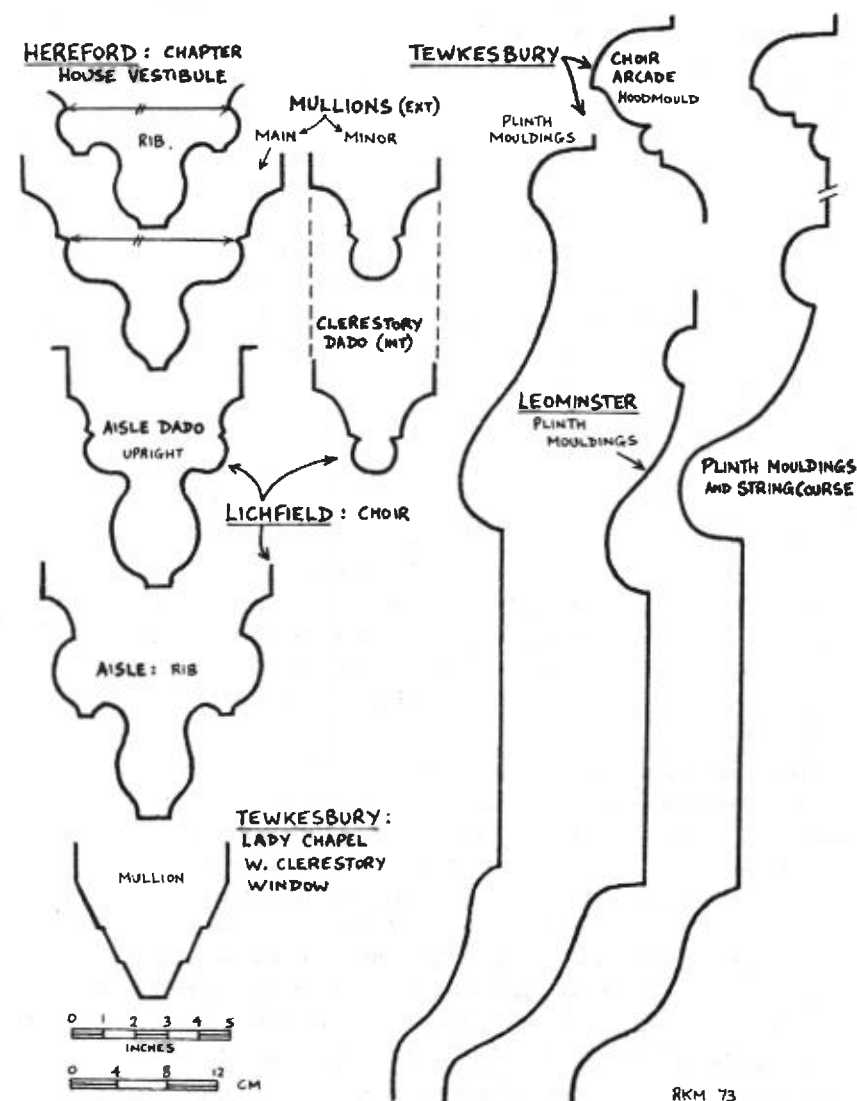 HEREFORD: CHAPTER
HOUSE VESTIBULE
RIB.
MULLIONS (EXT)
MAIN MINOR
CLERESTORY
DADO (INT)
AISLE DADO
UPRIGHT
LICHFIELD: CHOIR
AISLE: RIB
TEWKESBURY:
LADY CHAPEL
W. CLERESTORY
WINDOW
MULLION
0 1 2 3 4 5
INCHES
0 4 8 12 CM
TEWKESBURY
CHOIR
ARCADE
HOODMOULD
PLINTH
MOULDINGS
LEOMINSTER
PLINTH
MOULDINGS
PLINTH MOULDINGS
AND STRINGCOURSE
RKM 73